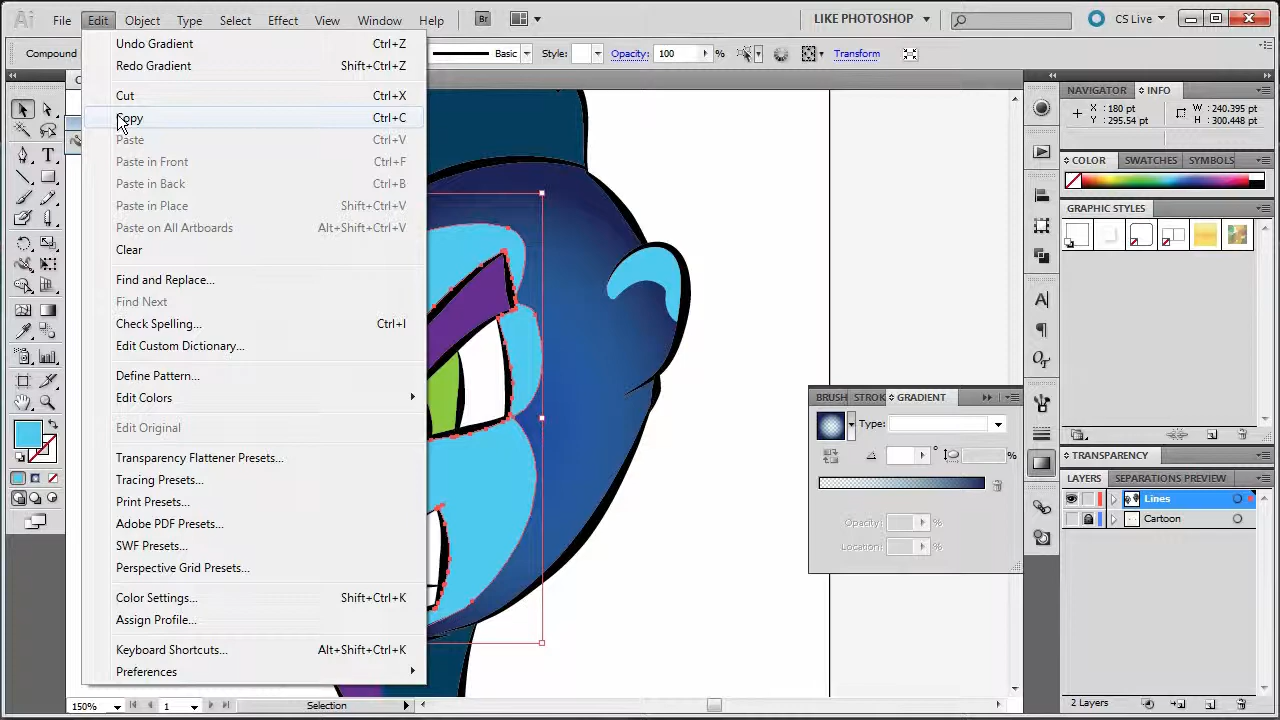 Ai File Edit Object Type Select Effect View Window Help Br LIKE PHOTOSHOP CS Live
Compound Basic Style: Opacity: 100 % Transform
Undo Gradient Ctrl+Z
Redo Gradient Shift+Ctrl+Z
Cut Ctrl+X
Copy Ctrl+C
Paste Ctrl+V
Paste in Front Ctrl+F
Paste in Back Ctrl+B
Paste in Place Shift+Ctrl+V
Paste on All Artboards Alt+Shift+Ctrl+V
Clear
Find and Replace...
Find Next
Check Spelling... Ctrl+I
Edit Custom Dictionary...
Define Pattern...
Edit Colors
Edit Original
Transparency Flattener Presets...
Tracing Presets...
Print Presets...
Adobe PDF Presets...
SWF Presets...
Perspective Grid Presets...
Color Settings... Shift+Ctrl+K
Assign Profile...
Keyboard Shortcuts... Alt+Shift+Ctrl+K
Preferences
NAVIGATOR INFO
X : 180 pt W : 240.395 pt
Y : 295.54 pt H : 300.448 pt
COLOR SWATCHES SYMBOLS
GRAPHIC STYLES
BRUSH STROK GRADIENT
Type:
° %
Opacity: %
Location: %
TRANSPARENCY
LAYERS SEPARATIONS PREVIEW
Lines
Cartoon
2 Layers
150% 1 Selection